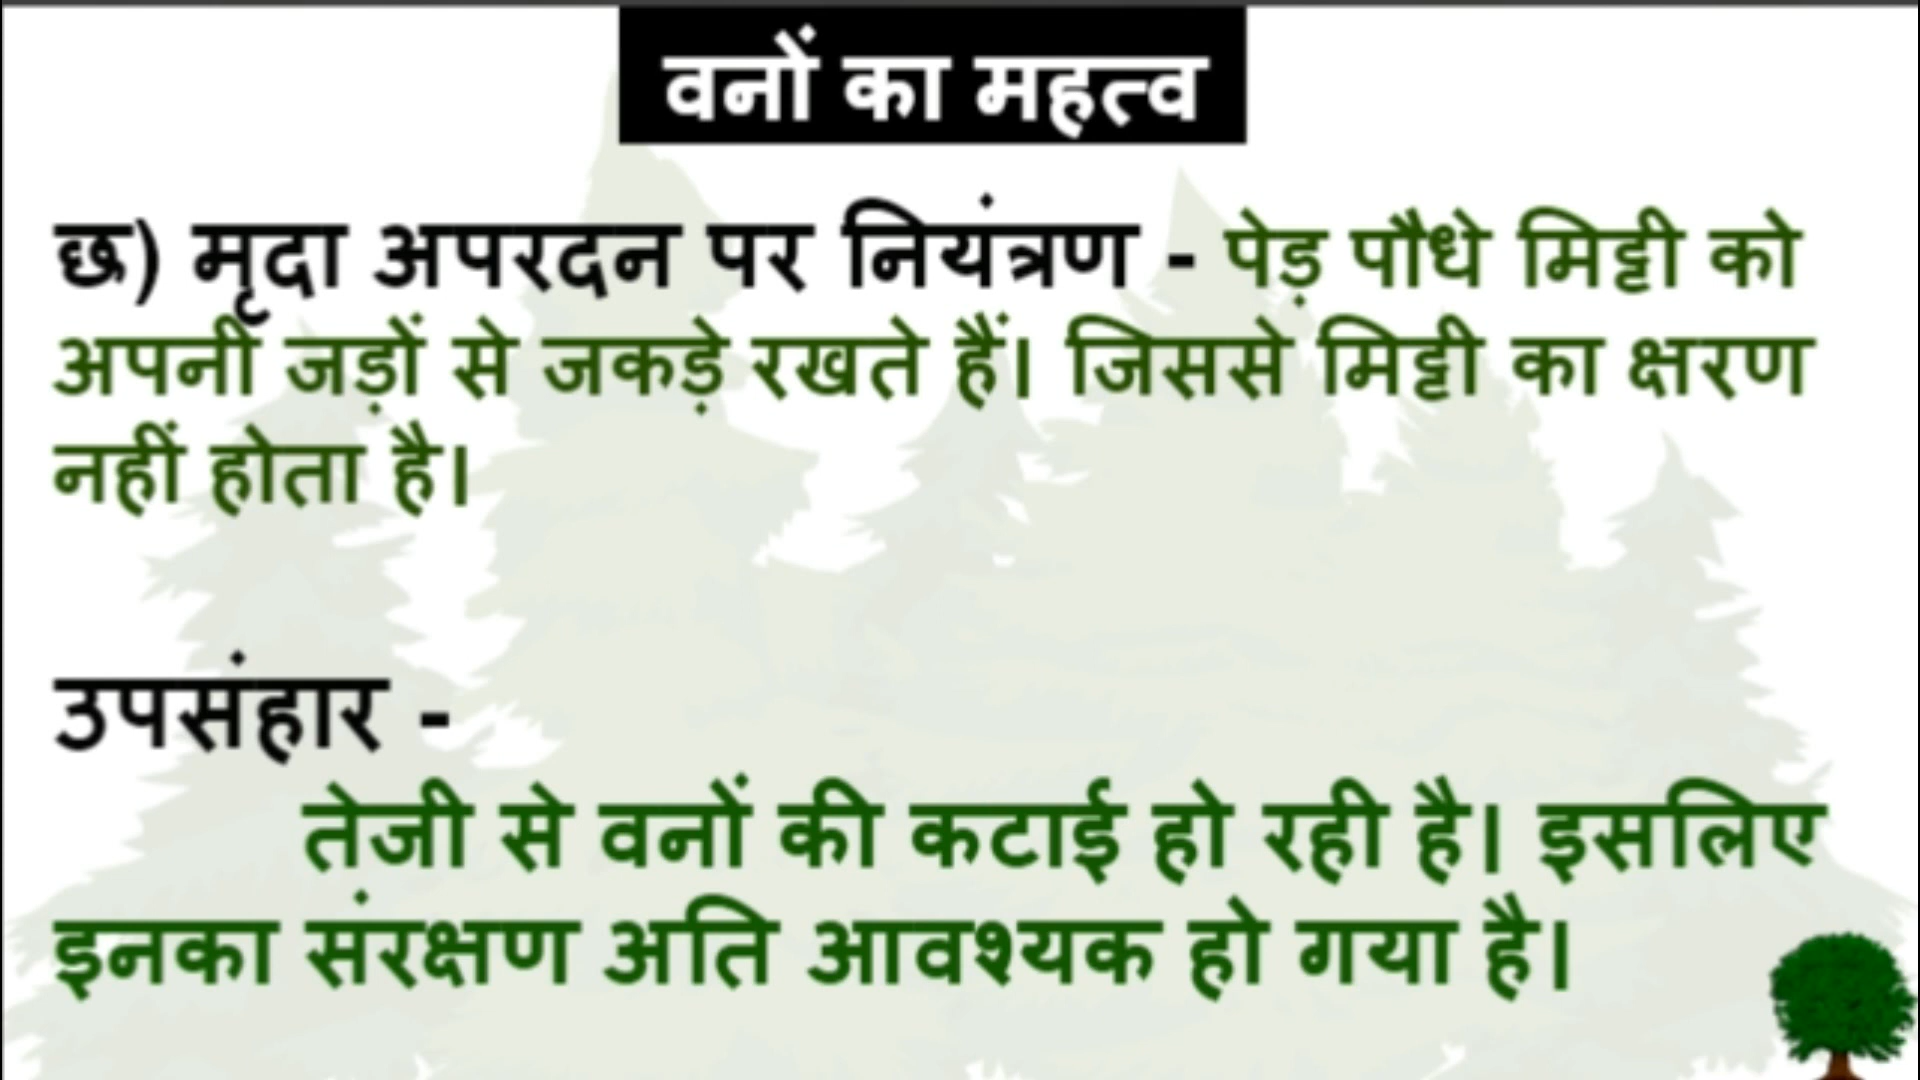 वनों का महत्व
छ) मृदा अपरदन पर नियंत्रण - पेड़ पौधे मिट्टी को
अपनी जड़ों से जकड़े रखते हैं। जिससे मिट्टी का क्षरण
नहीं होता है।
उपसंहार -
तेजी से वनों की कटाई हो रही है। इसलिए
इनका संरक्षण अति आवश्यक हो गया है।